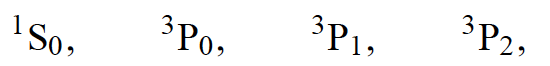 ¹S₀, ³P₀, ³P₁, ³P₂,